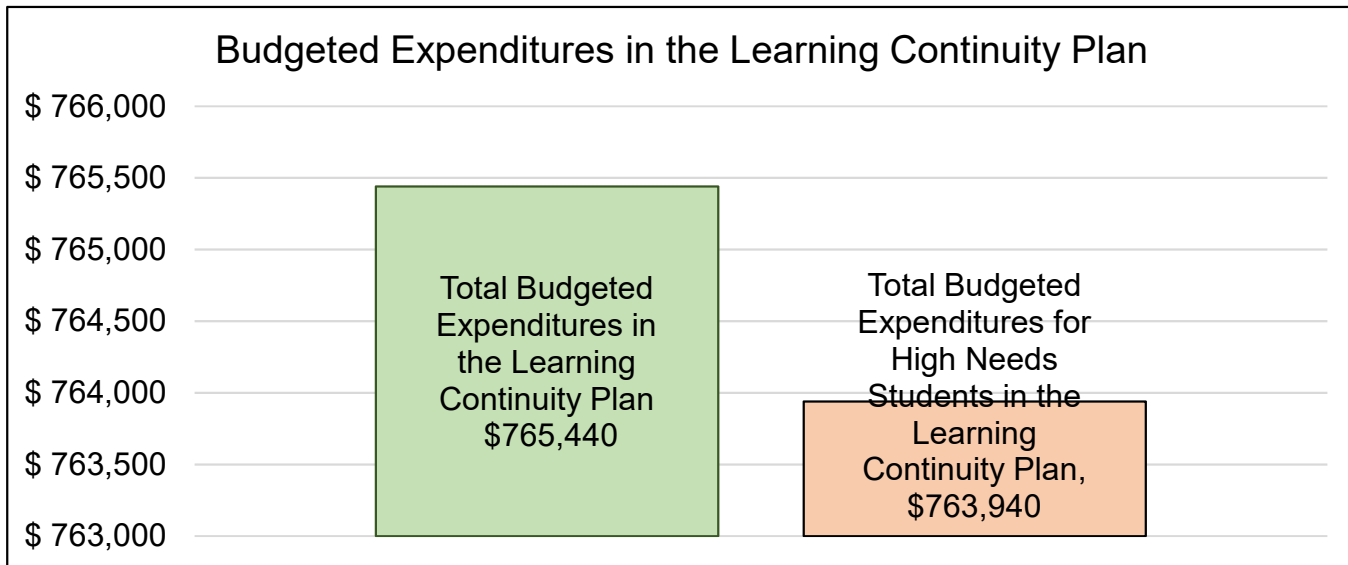 Budgeted Expenditures in the Learning Continuity Plan
$ 766,000
$ 765,500
$ 765,000
$ 764,500
$ 764,000
$ 763,500
$ 763,000
Total Budgeted
Expenditures in
the Learning
Continuity Plan
$765,440
Total Budgeted
Expenditures for
High Needs
Students in the
Learning
Continuity Plan,
$763,940